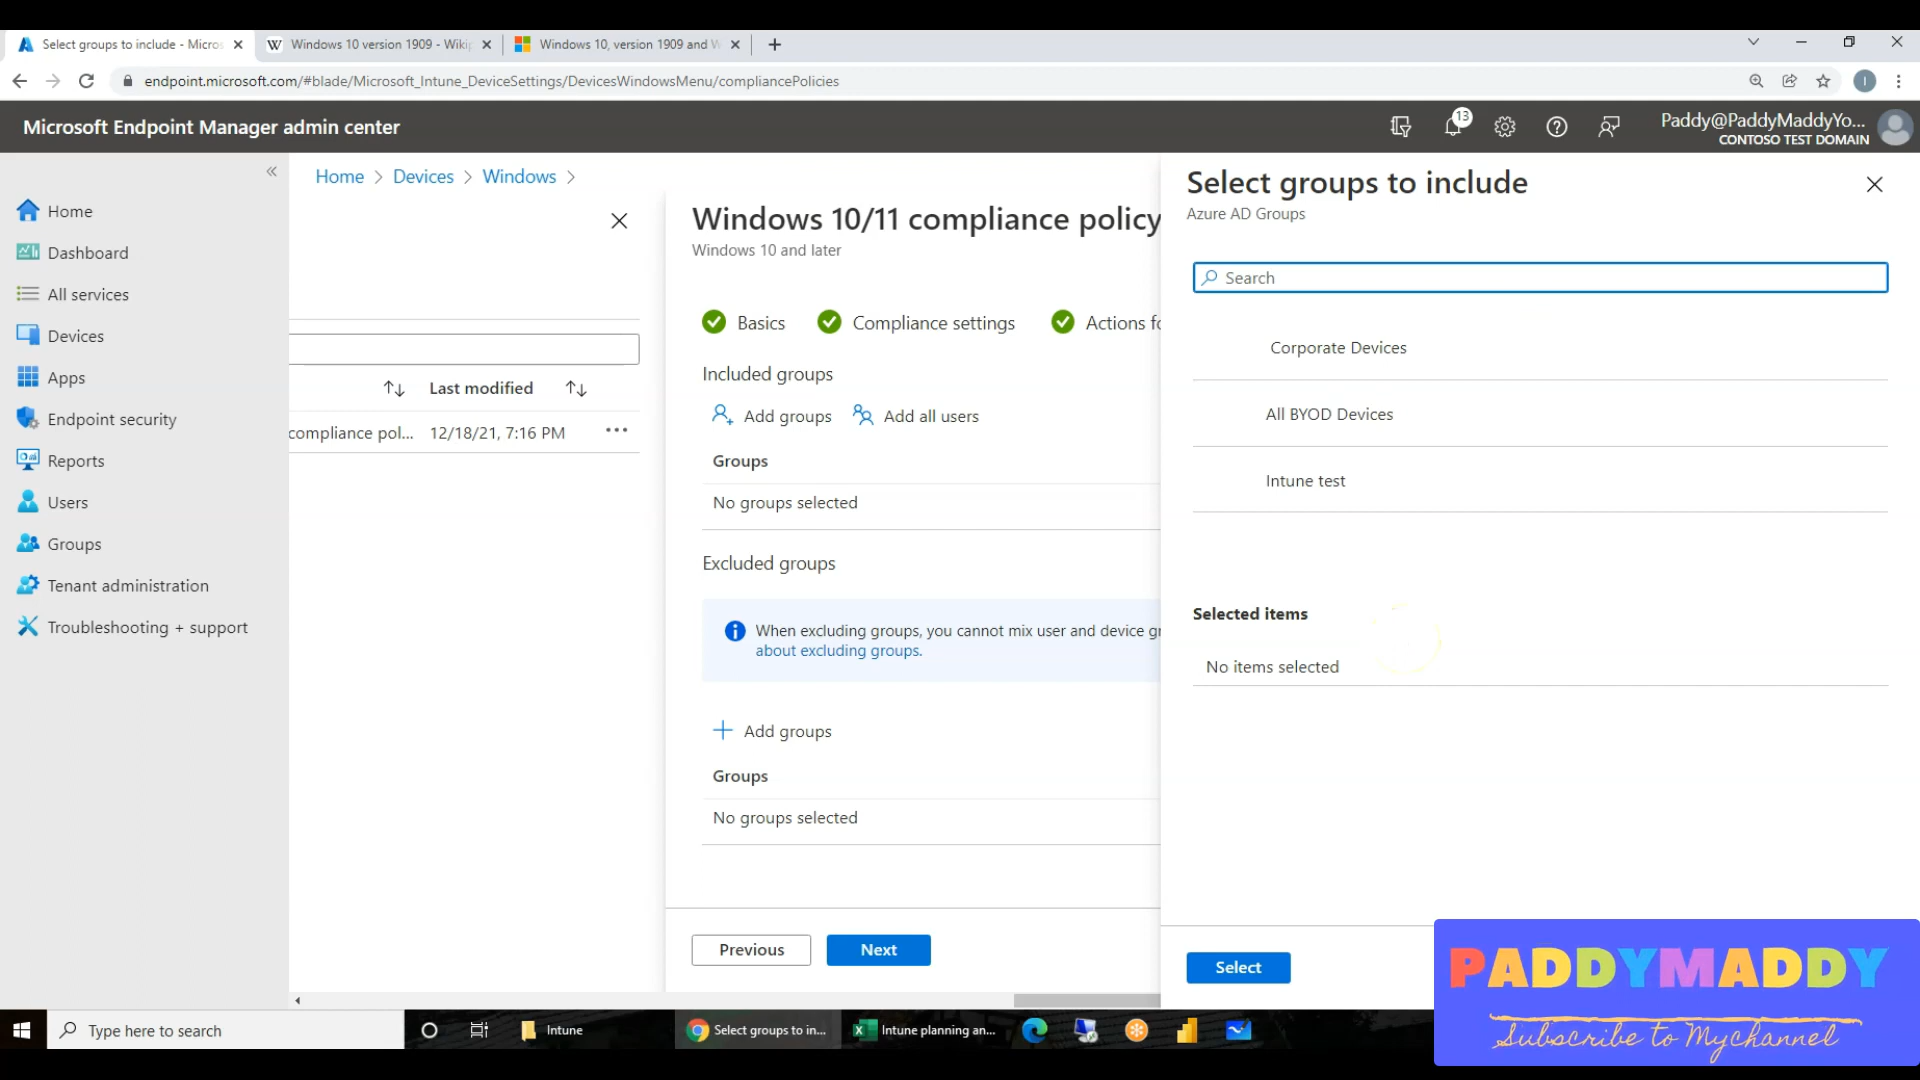 Select groups to include - Micros
Windows 10 version 1909 - Wikip
Windows 10, version 1909 and W
endpoint.microsoft.com/#blade/Microsoft_Intune_DeviceSettings/DevicesWindowsMenu/compliancePolicies
Microsoft Endpoint Manager admin center
13
Paddy@PaddyMaddyYo...
CONTOSO TEST DOMAIN
Home
Dashboard
All services
Devices
Apps
Endpoint security
Reports
Users
Groups
Tenant administration
Troubleshooting + support
Home > Devices > Windows >
Last modified
compliance pol... 12/18/21, 7:16 PM
Windows 10/11 compliance policy
Windows 10 and later
Basics
Compliance settings
Actions fo
Included groups
Add groups
Add all users
Groups
No groups selected
Excluded groups
When excluding groups, you cannot mix user and device gr
about excluding groups.
Add groups
Groups
No groups selected
Previous
Next
Select groups to include
Azure AD Groups
Search
Corporate Devices
All BYOD Devices
Intune test
Selected items
No items selected
Select
PADDYMADDY
Subscribe to Mychannel
Type here to search
Intune
Select groups to in...
Intune planning an...